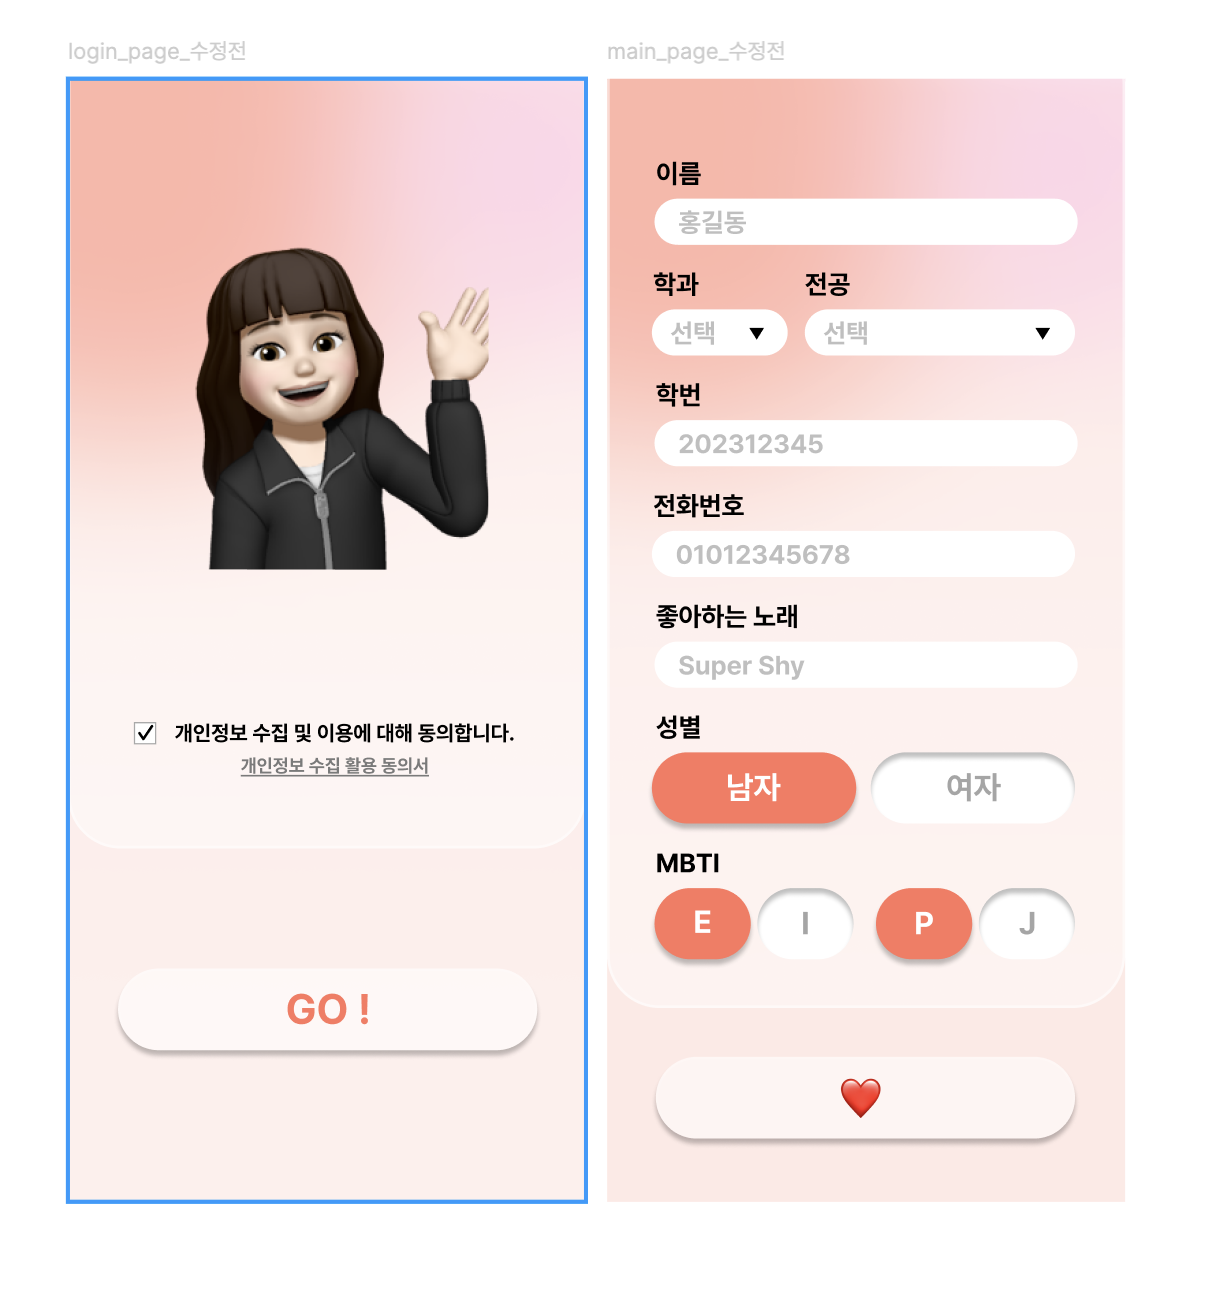 login_page_수정전
개인정보 수집 및 이용에 대해 동의합니다.
개인정보 수집 활용 동의서
GO !
main_page_수정전
이름
홍길동
학과 전공
선택 선택
학번
202312345
전화번호
01012345678
좋아하는 노래
Super Shy
성별
남자 여자
MBTI
E I P J